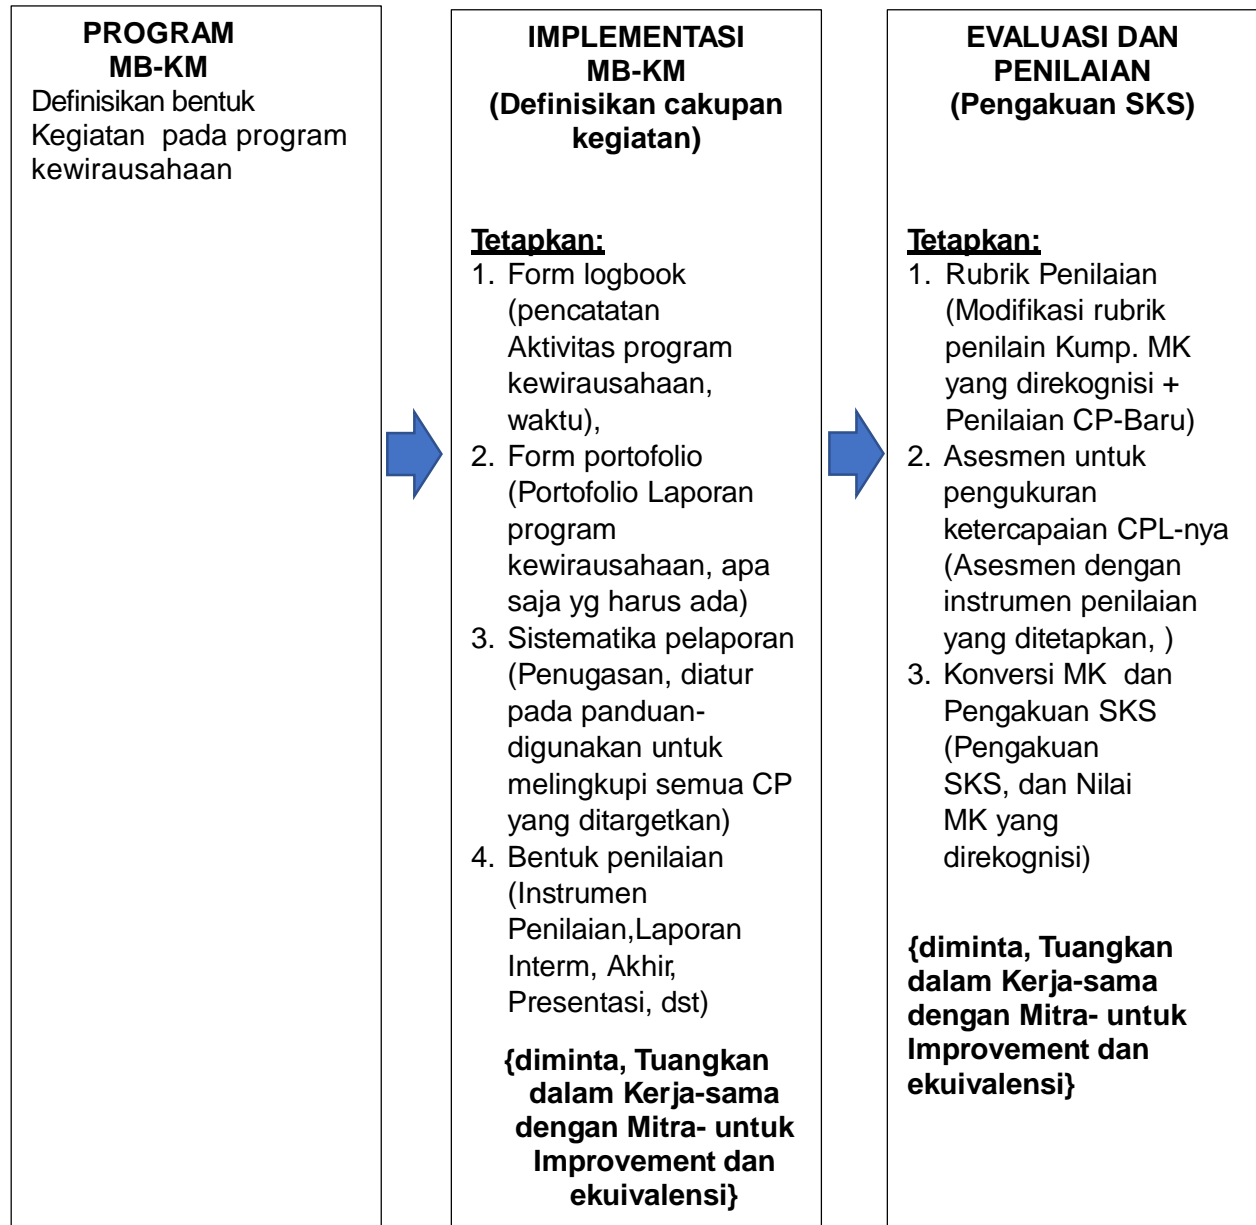 PROGRAM
MB-KM
Definisikan bentuk
Kegiatan pada program
kewirausahaan
IMPLEMENTASI
MB-KM
(Definisikan cakupan
kegiatan)
Tetapkan:
1. Form logbook
(pencatatan
Aktivitas program
kewirausahaan,
waktu),
2. Form portofolio
(Portofolio Laporan
program
kewirausahaan, apa
saja yg harus ada)
3. Sistematika pelaporan
(Penugasan, diatur
pada panduan-
digunakan untuk
melingkupi semua CP
yang ditargetkan)
4. Bentuk penilaian
(Instrumen
Penilaian,Laporan
Interm, Akhir,
Presentasi, dst)
{diminta, Tuangkan
dalam Kerja-sama
dengan Mitra- untuk
Improvement dan
ekuivalensi}
EVALUASI DAN
PENILAIAN
(Pengakuan SKS)
Tetapkan:
1. Rubrik Penilaian
(Modifikasi rubrik
penilain Kump. MK
yang direkognisi +
Penilaian CP-Baru)
2. Asesmen untuk
pengukuran
ketercapaian CPL-nya
(Asesmen dengan
instrumen penilaian
yang ditetapkan, )
3. Konversi MK dan
Pengakuan SKS
(Pengakuan
SKS, dan Nilai
MK yang
direkognisi)
{diminta, Tuangkan
dalam Kerja-sama
dengan Mitra- untuk
Improvement dan
ekuivalensi}